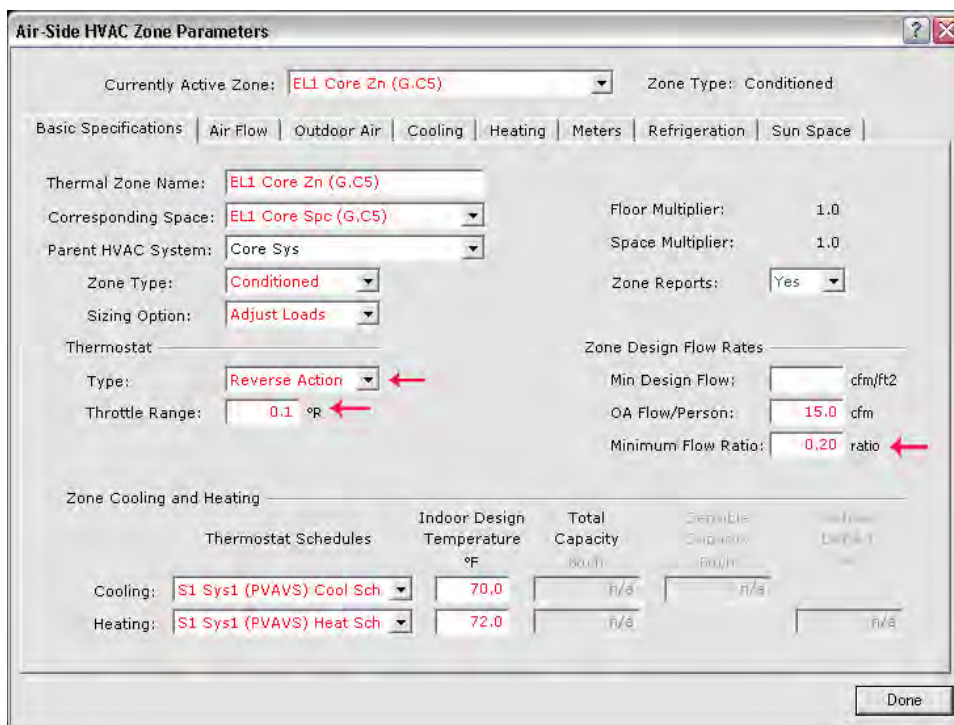 Air-Side HVAC Zone Parameters
Currently Active Zone: EL1 Core Zn (G.C5) Zone Type: Conditioned
Basic Specifications Air Flow Outdoor Air Cooling Heating Meters Refrigeration Sun Space
Thermal Zone Name: EL1 Core Zn (G.C5)
Corresponding Space: EL1 Core Spc (G.C5) Floor Multiplier: 1.0
Parent HVAC System: Core Sys Space Multiplier: 1.0
Zone Type: Conditioned Zone Reports: Yes
Sizing Option: Adjust Loads
Thermostat Zone Design Flow Rates
Type: Reverse Action Min Design Flow: cfm/ft2
Throttle Range: 0.1 °R OA Flow/Person: 15.0 cfm
Minimum Flow Ratio: 0.20 ratio
Zone Cooling and Heating
Indoor Design Total
Thermostat Schedules Temperature Capacity
°F Btu/h Btu/h
Cooling: S1 Sys1 (PVAVS) Cool Sch 70.0 n/a n/a
Heating: S1 Sys1 (PVAVS) Heat Sch 72.0 n/a n/a
Done